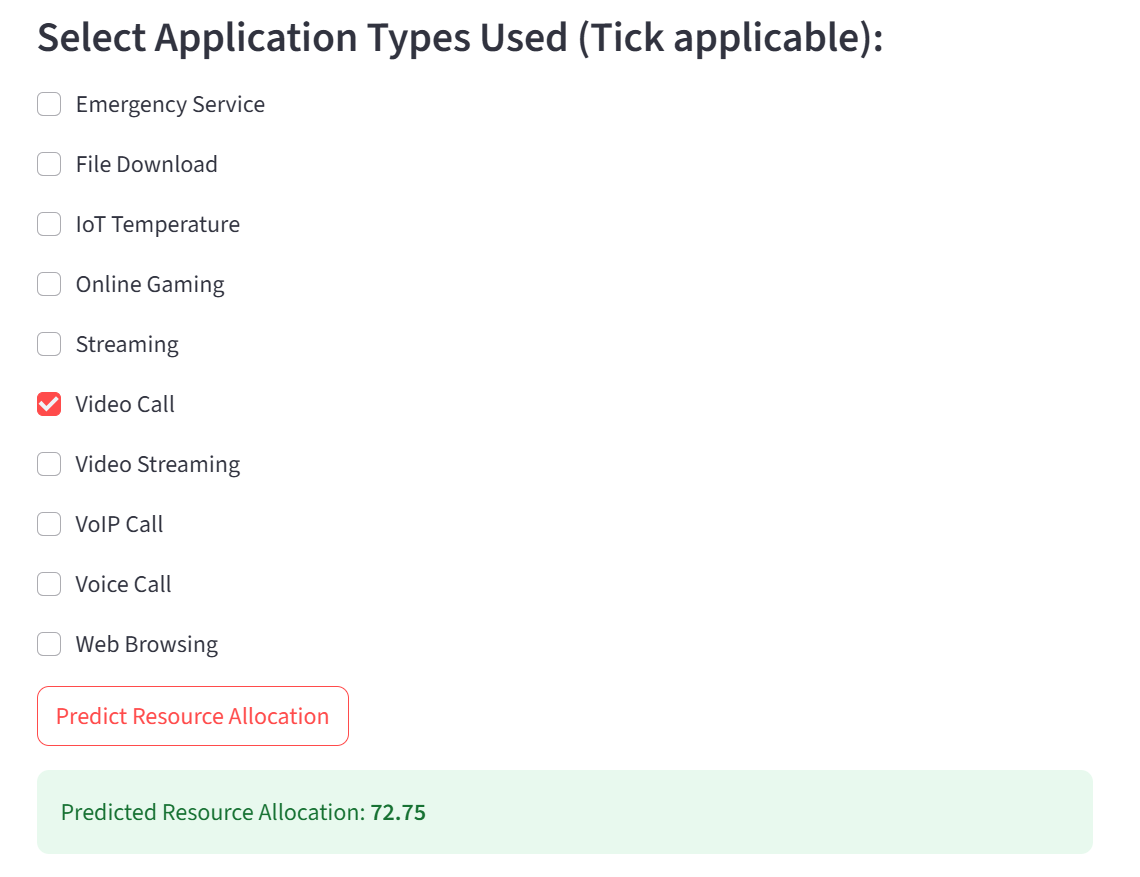 Select Application Types Used (Tick applicable):
Emergency Service
File Download
IoT Temperature
Online Gaming
Streaming
Video Call
Video Streaming
VoIP Call
Voice Call
Web Browsing
Predict Resource Allocation
Predicted Resource Allocation: 72.75